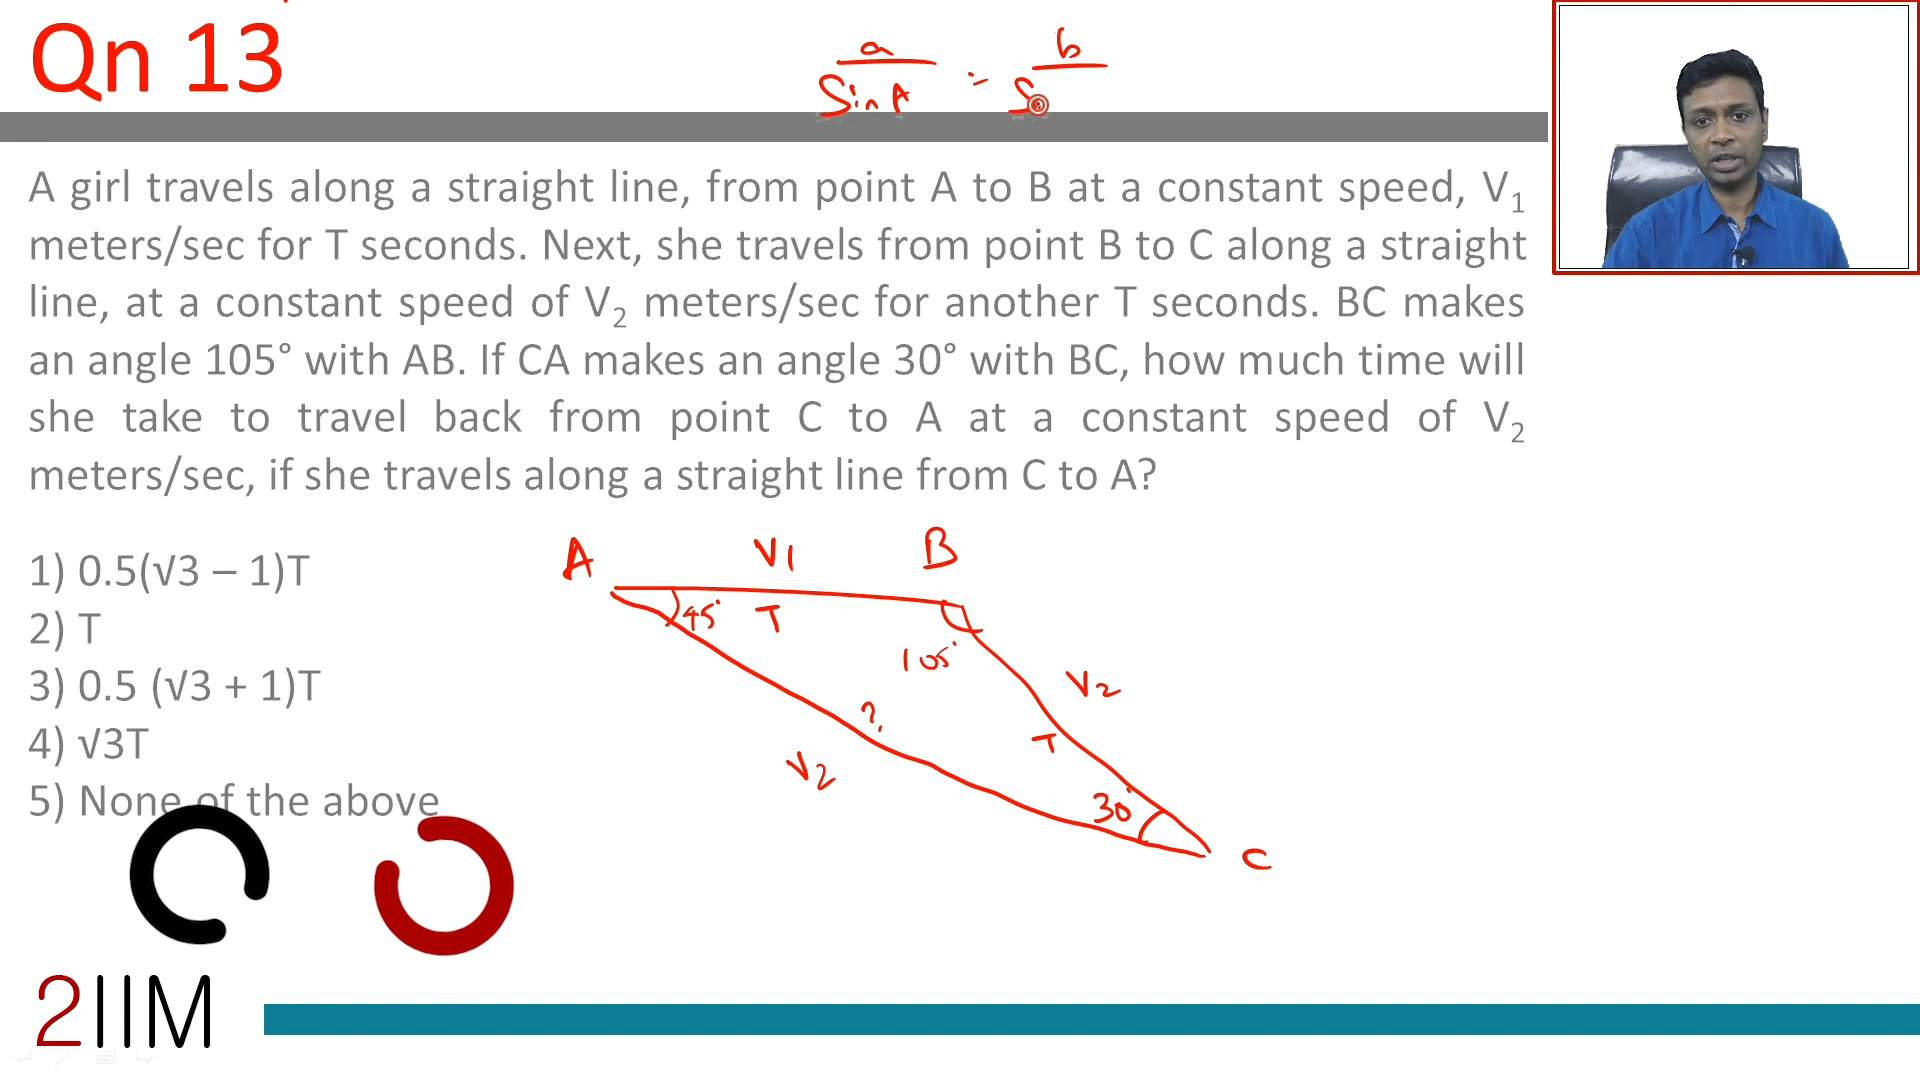 Qn 13
a b
Sin A = S
A girl travels along a straight line, from point A to B at a constant speed, V₁
meters/sec for T seconds. Next, she travels from point B to C along a straight
line, at a constant speed of V₂ meters/sec for another T seconds. BC makes
an angle 105° with AB. If CA makes an angle 30° with BC, how much time will
she take to travel back from point C to A at a constant speed of V₂
meters/sec, if she travels along a straight line from C to A?
1) 0.5(√3 – 1)T
2) T
3) 0.5 (√3 + 1)T
4) √3T
5) None of the above
A V1 B
45° T
105°
V2
?
T
V2
30°
C
2IIM